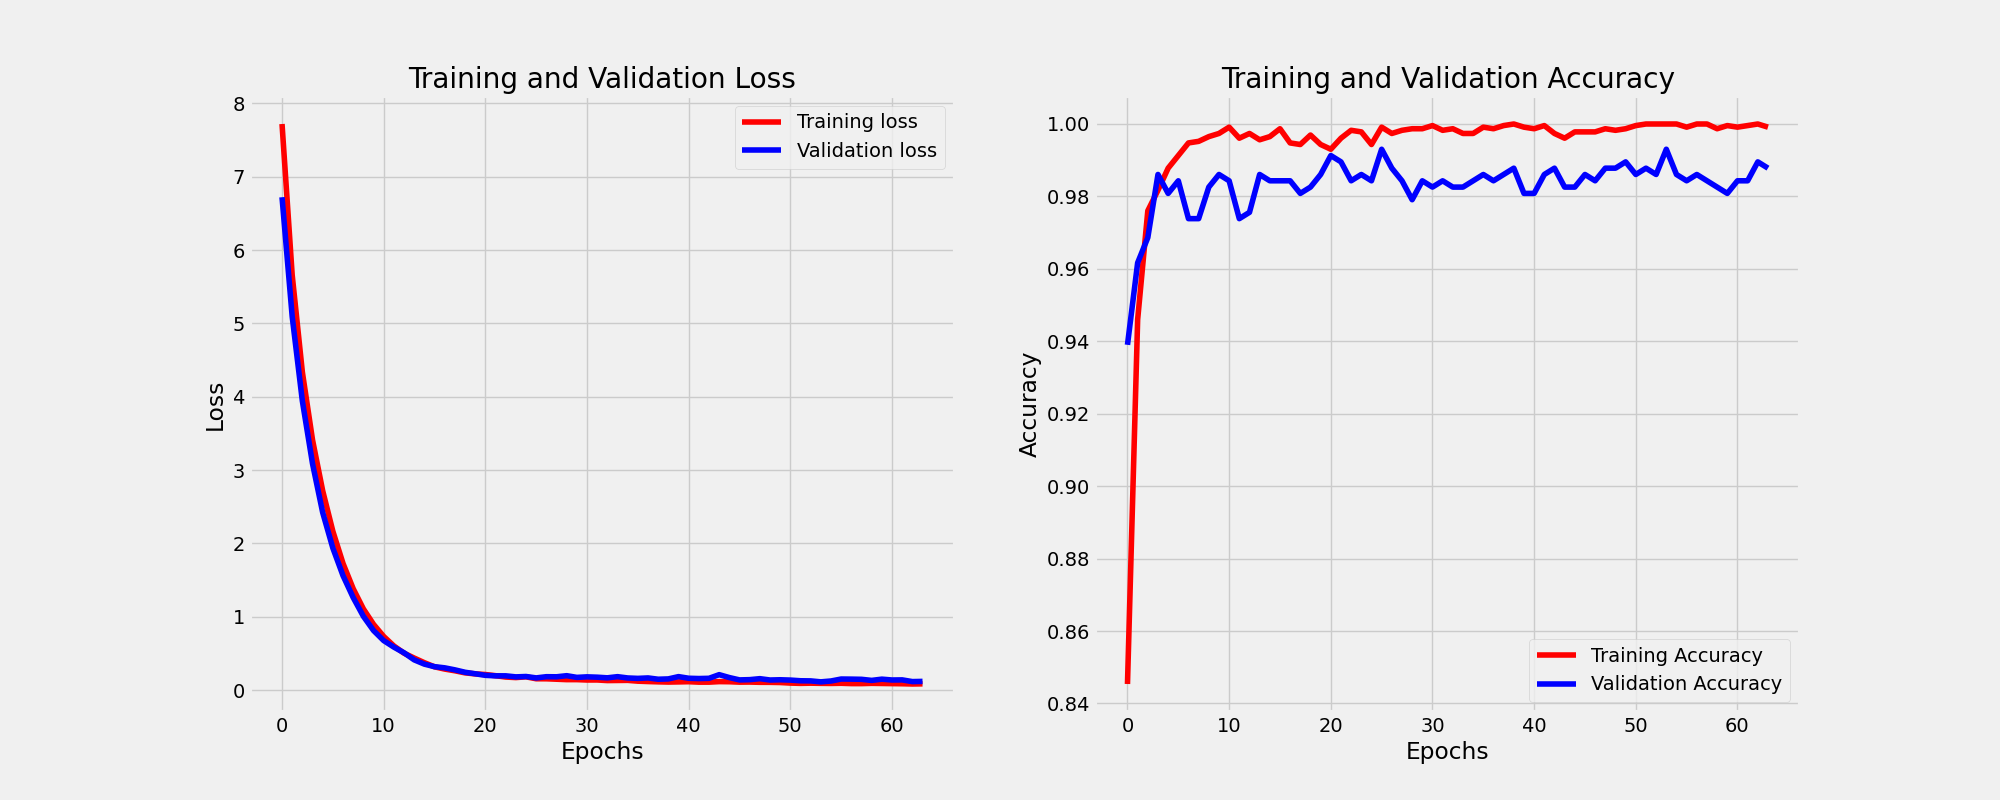 Training and Validation Loss
8
7
6
5
4
3
2
1
0
Loss
Training loss
Validation loss
0 10 20 30 40 50 60
Epochs
Training and Validation Accuracy
1.00
0.98
0.96
0.94
0.92
0.90
0.88
0.86
0.84
Accuracy
Training Accuracy
Validation Accuracy
0 10 20 30 40 50 60
Epochs